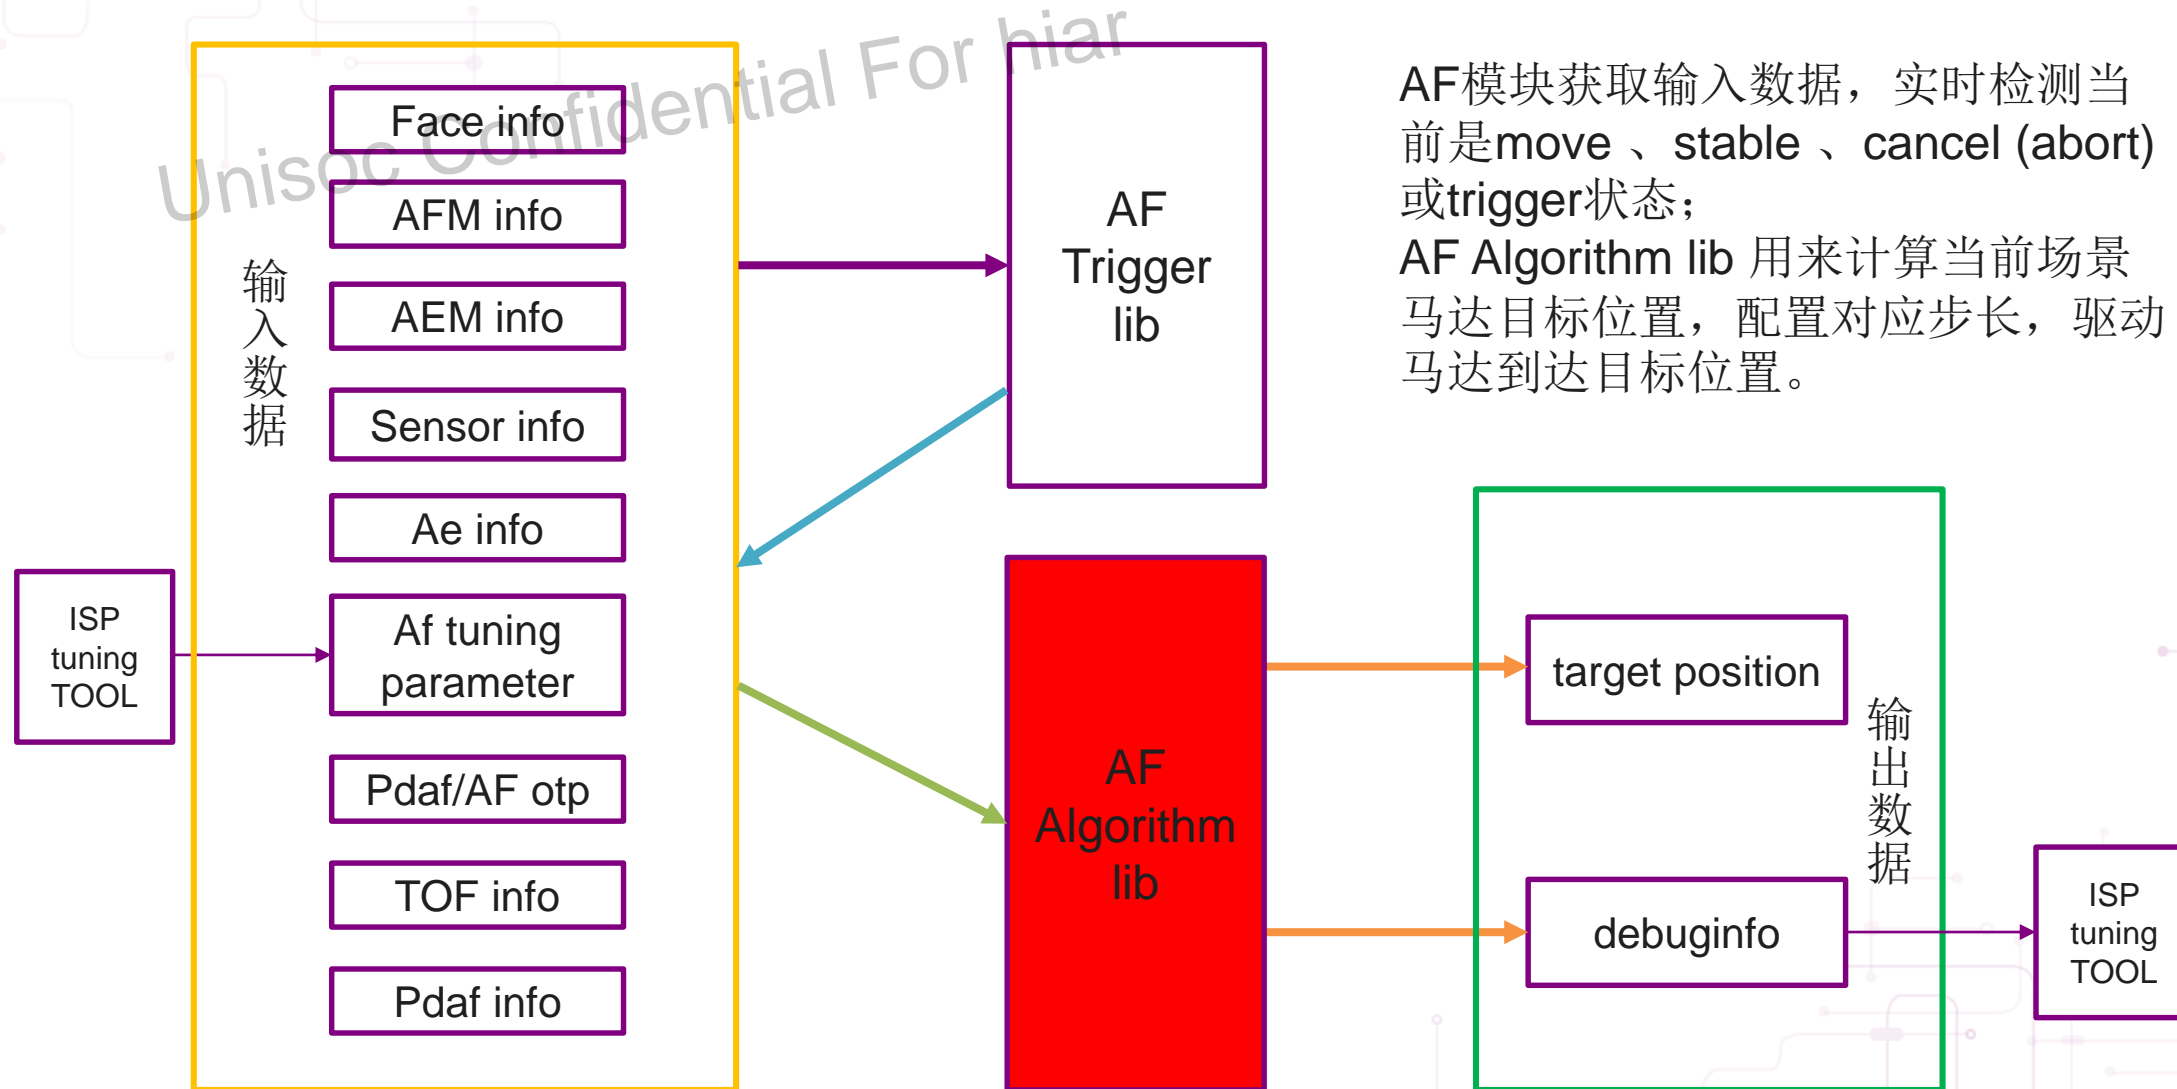 Unisoc Confidential For hiar
输入数据
Face info
AFM info
AEM info
Sensor info
Ae info
Af tuning
parameter
Pdaf/AF otp
TOF info
Pdaf info
ISP
tuning
TOOL
AF
Trigger
lib
AF
Algorithm
lib
AF模块获取输入数据，实时检测当
前是move 、stable 、cancel (abort)
或trigger状态；
AF Algorithm lib 用来计算当前场景
马达目标位置，配置对应步长，驱动
马达到达目标位置。
target position
debuginfo
输出数据
ISP
tuning
TOOL